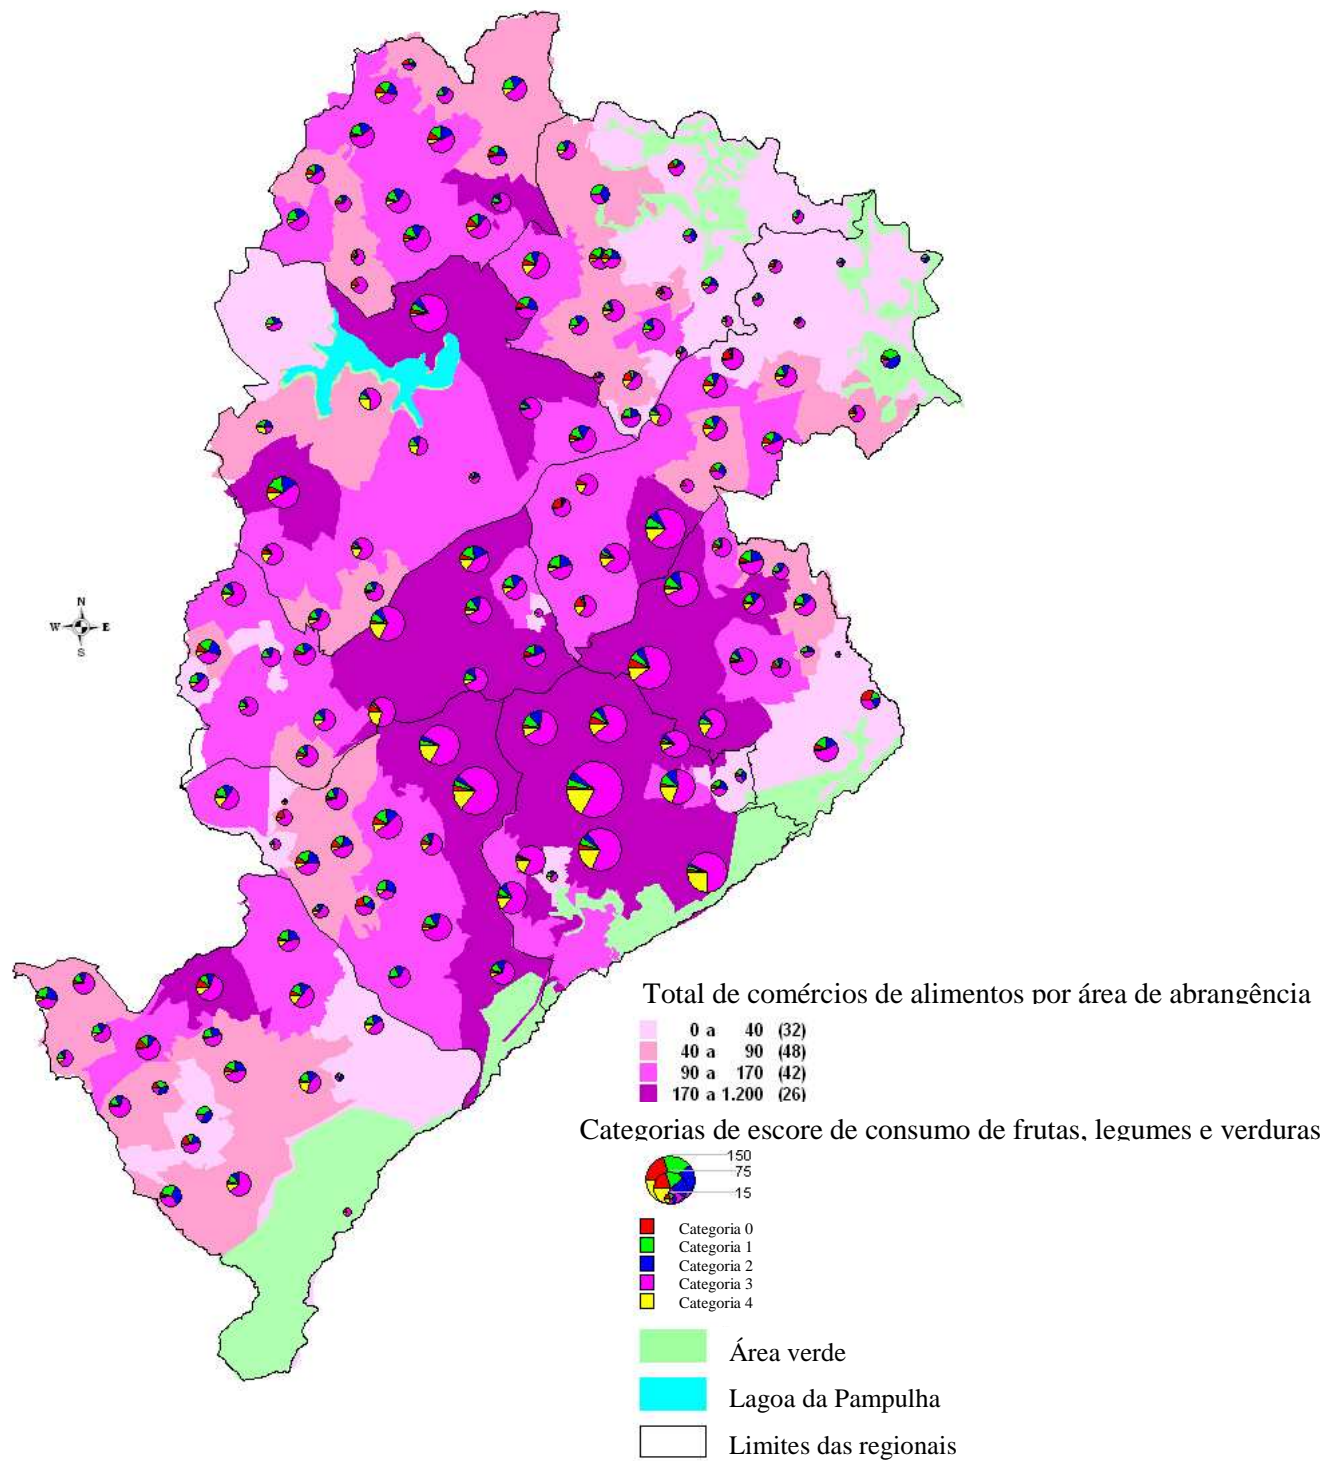 N
W E
S
Total de comércios de alimentos por área de abrangência
0 a 40 (32)
40 a 90 (48)
90 a 170 (42)
170 a 1.200 (26)
Categorias de escore de consumo de frutas, legumes e verduras
150
75
15
Categoria 0
Categoria 1
Categoria 2
Categoria 3
Categoria 4
Área verde
Lagoa da Pampulha
Limites das regionais